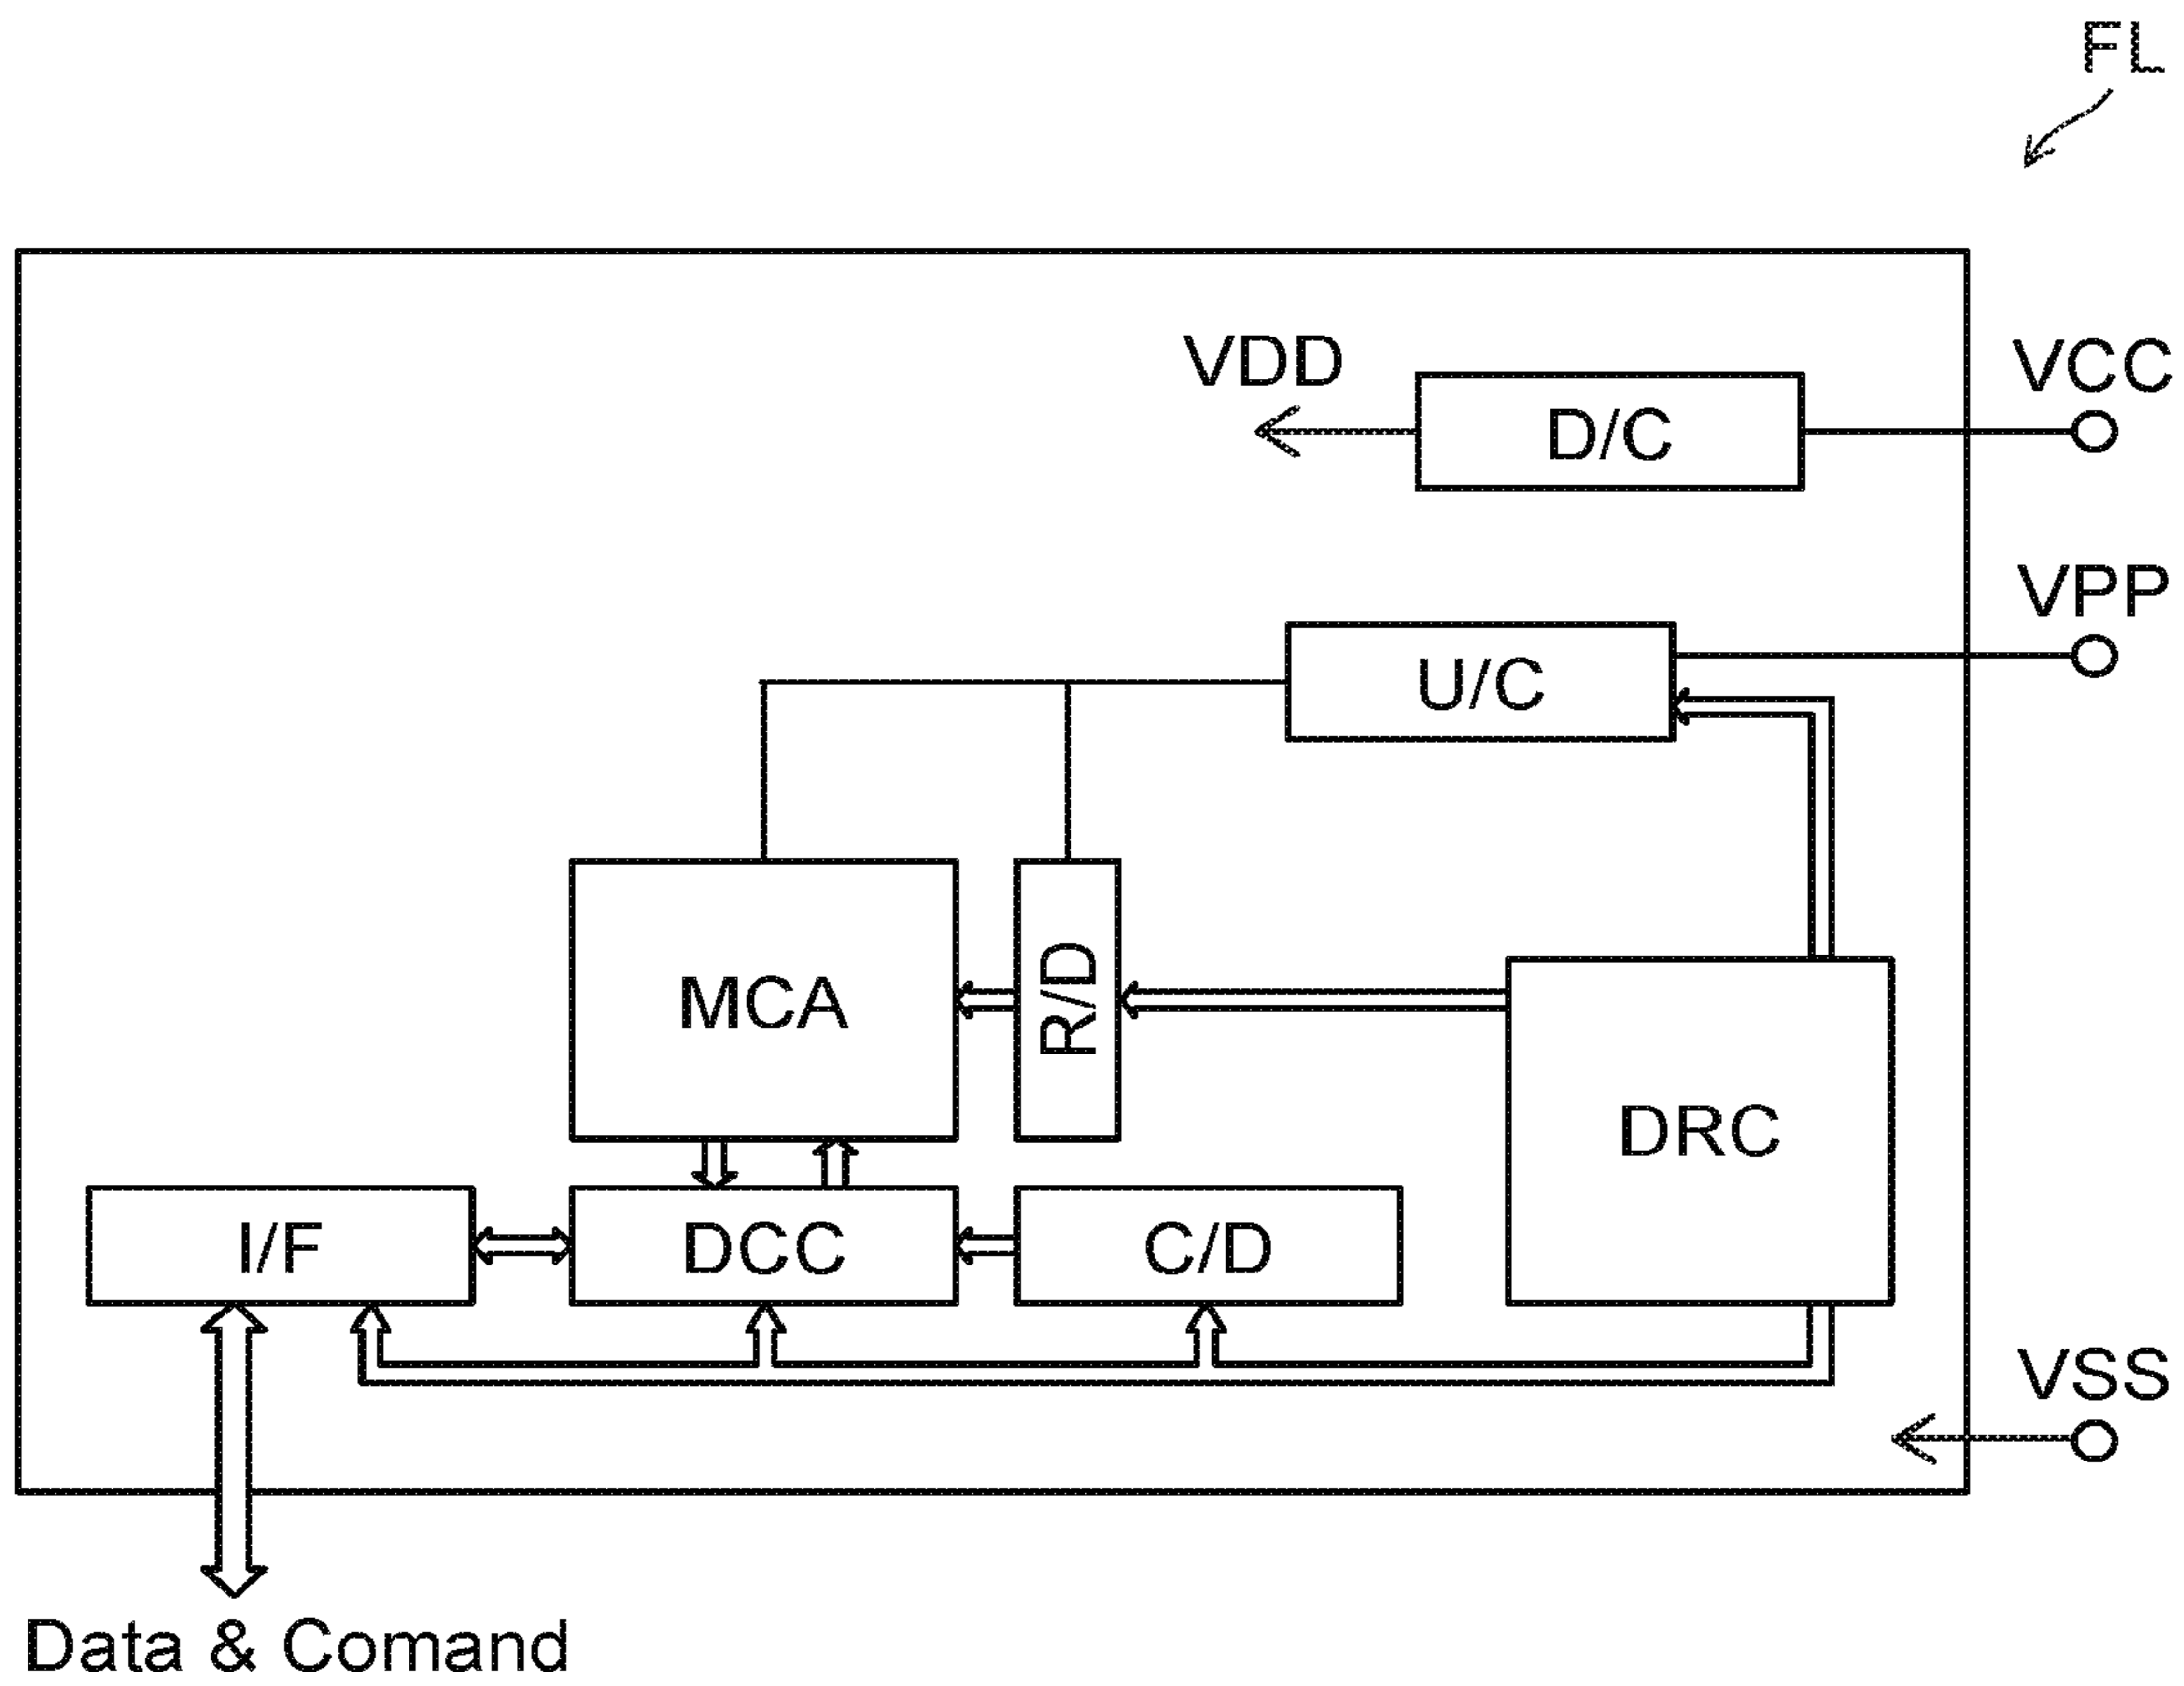 FL
VDD
D/C
VCC
VPP
U/C
MCA
R/D
DRC
I/F
DCC
C/D
VSS
Data & Comand